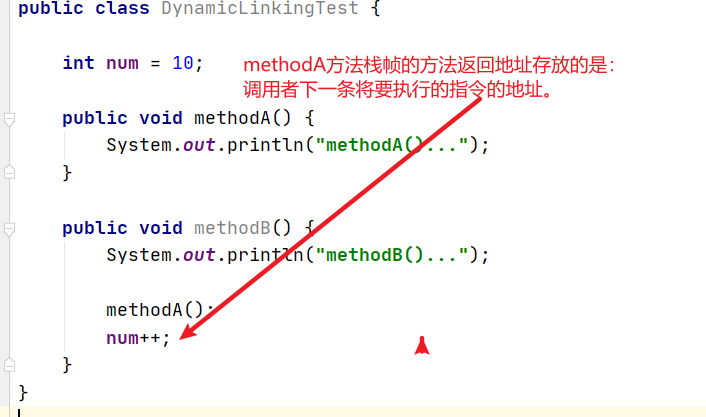 public class DynamicLinkingTest {
int num = 10;
methodA方法栈帧的方法返回地址存放的是：
调用者下一条将要执行的指令的地址。
public void methodA() {
System.out.println("methodA()...");
}
public void methodB() {
System.out.println("methodB()...");
methodA();
num++;
}
}